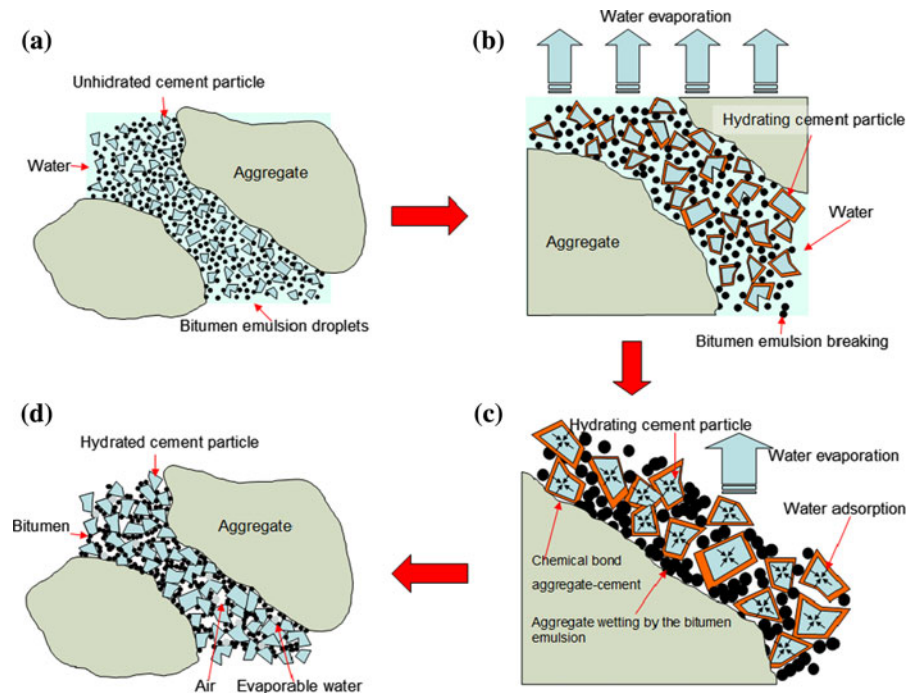 (a)
Unhidrated cement particle
Water
Aggregate
Bitumen emulsion droplets
(b)
Water evaporation
Hydrating cement particle
Water
Aggregate
Bitumen emulsion breaking
(d)
Hydrated cement particle
Bitumen
Aggregate
Air
Evaporable water
(c)
Hydrating cement particle
Water evaporation
Water adsorption
Chemical bond
aggregate-cement
Aggregate wetting by the bitumen
emulsion